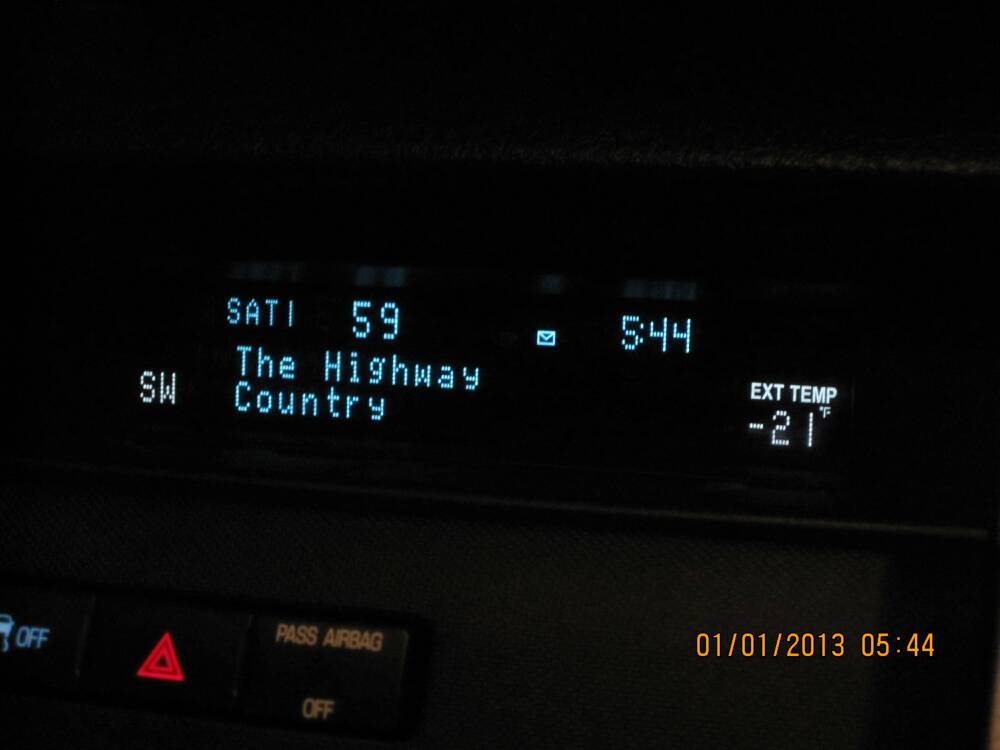 SAT1 59 5:44
The Highway
SW Country
EXT TEMP
-21°F
OFF
PASS AIRBAG
OFF
01/01/2013 05:44